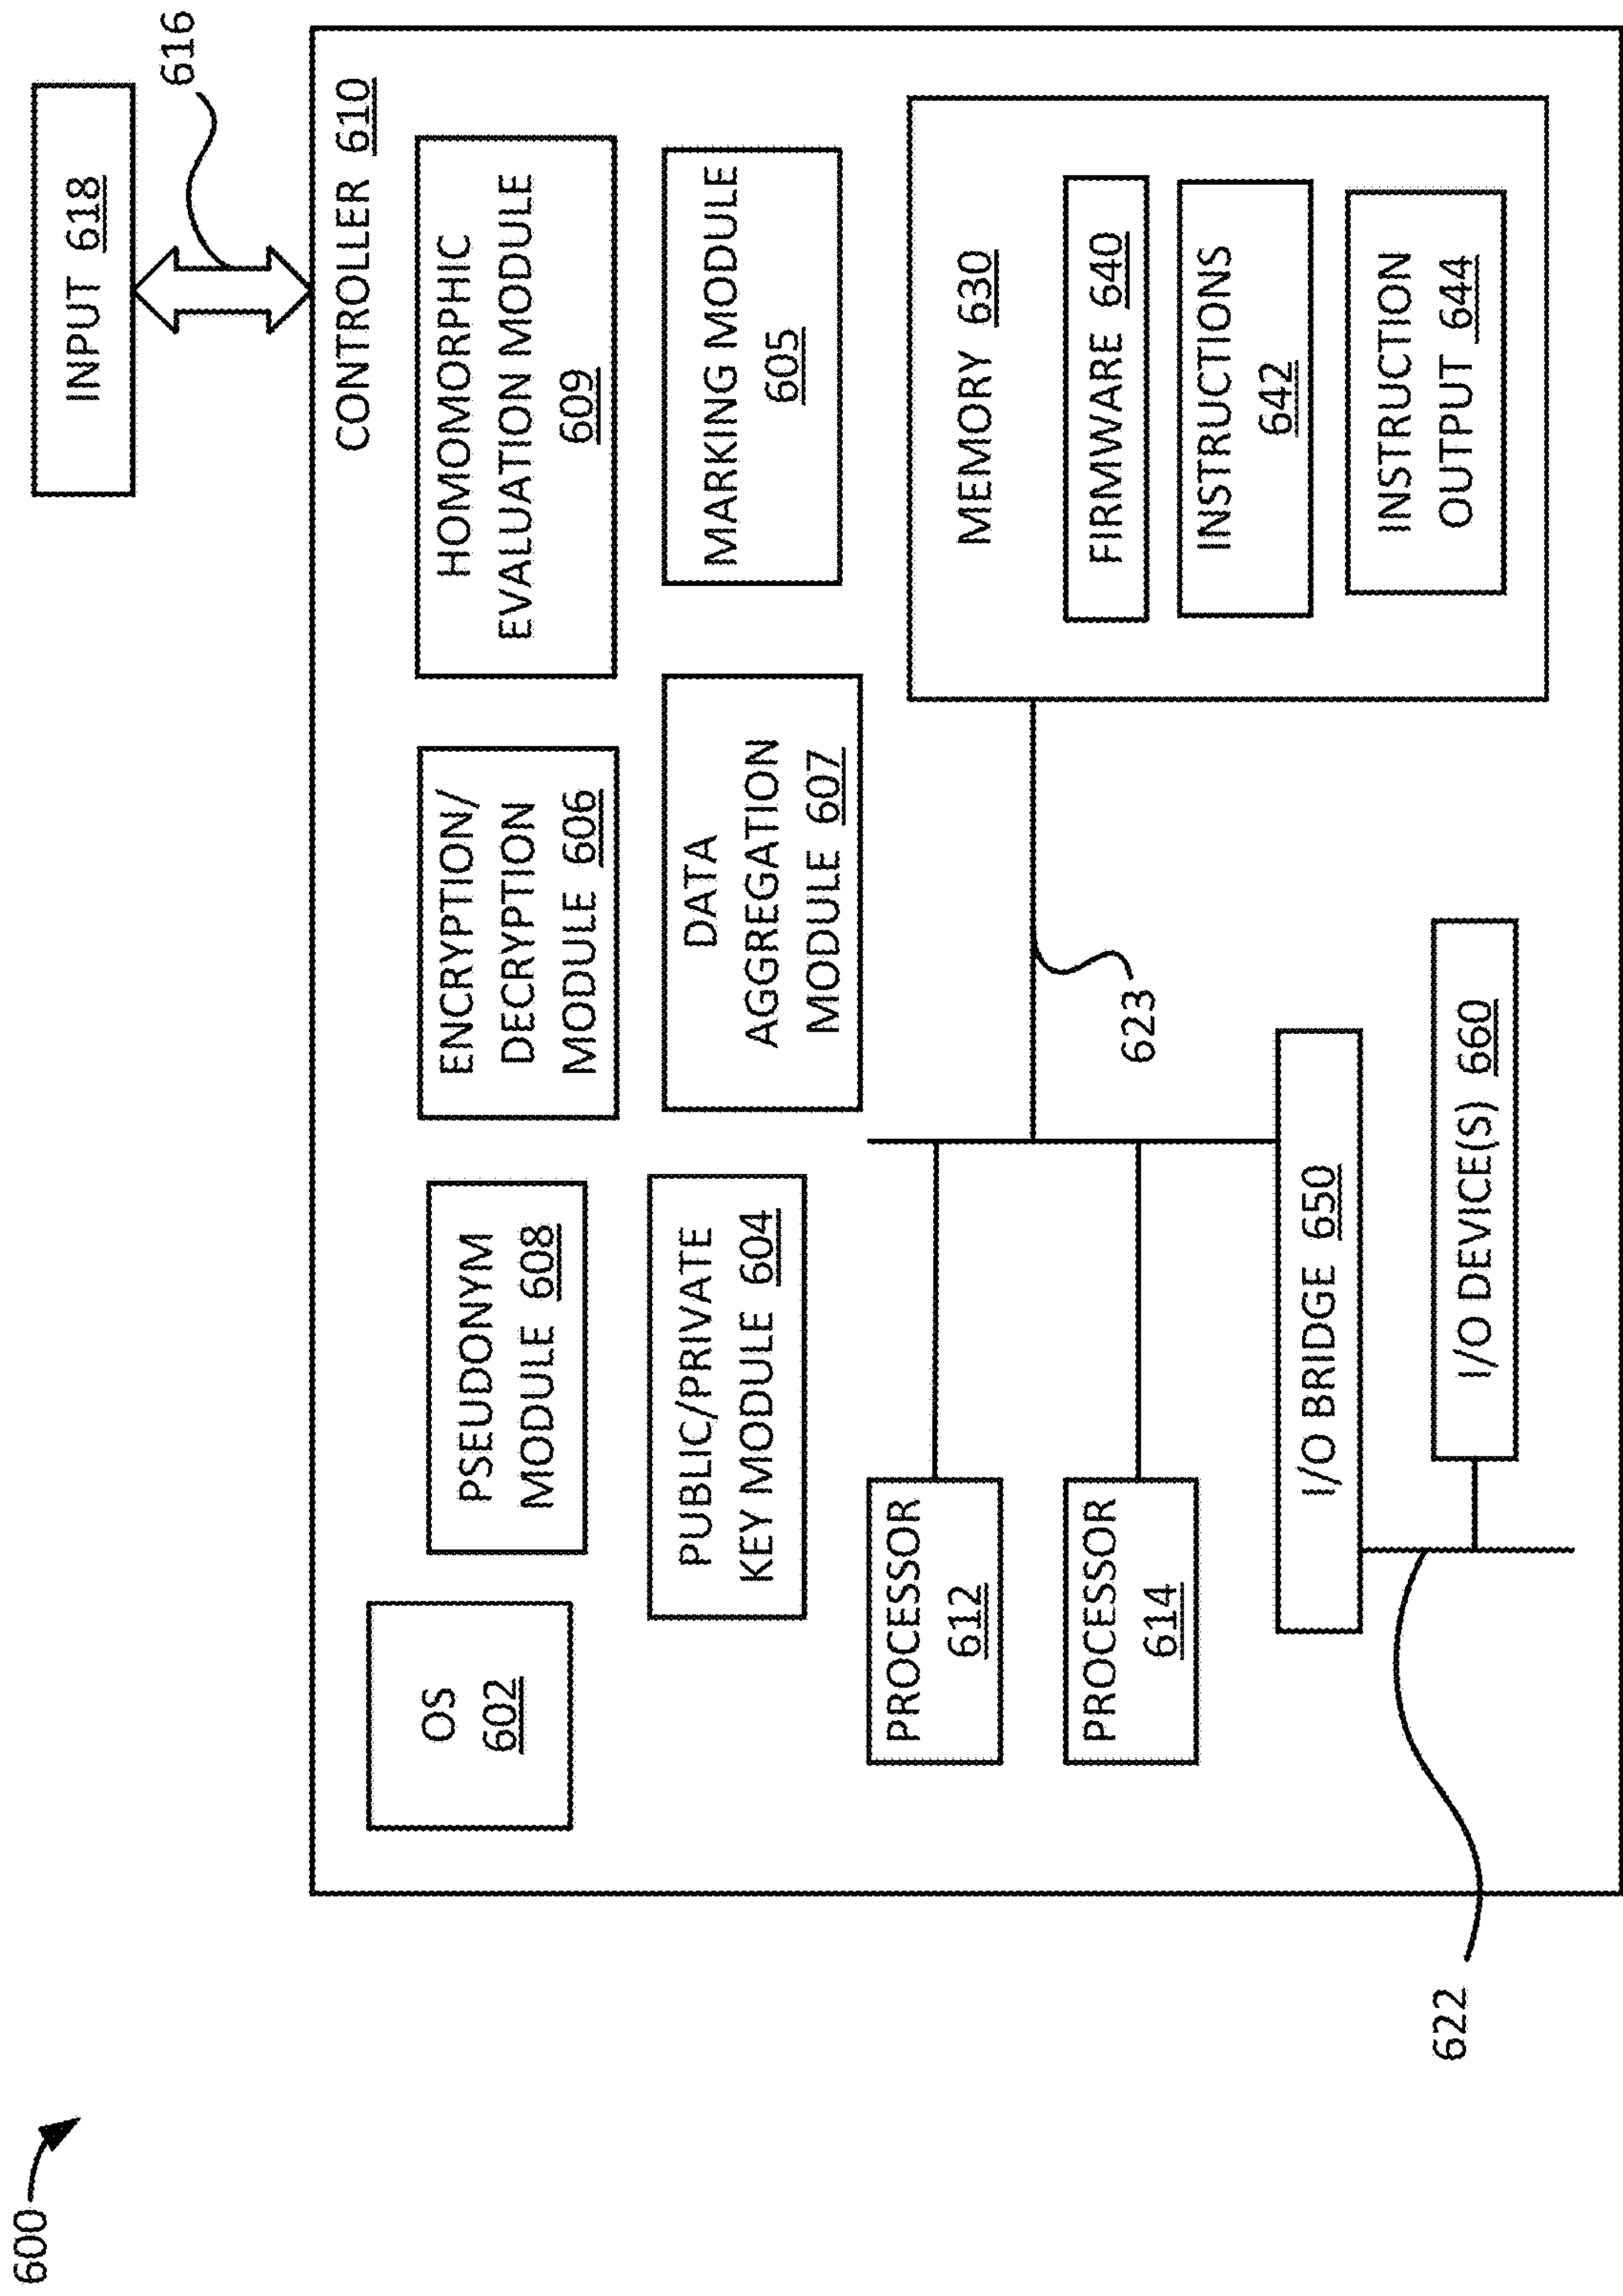 600
INPUT 618
616
CONTROLLER 610
OS
602
PSEUDONYM
MODULE 608
ENCRYPTION/
DECRYPTION
MODULE 606
HOMOMORPHIC
EVALUATION MODULE
609
PUBLIC/PRIVATE
KEY MODULE 604
DATA
AGGREGATION
MODULE 607
MARKING MODULE
605
PROCESSOR
612
PROCESSOR
614
623
MEMORY 630
FIRMWARE 640
INSTRUCTIONS
642
INSTRUCTION
OUTPUT 644
I/O BRIDGE 650
I/O DEVICE(S) 660
622